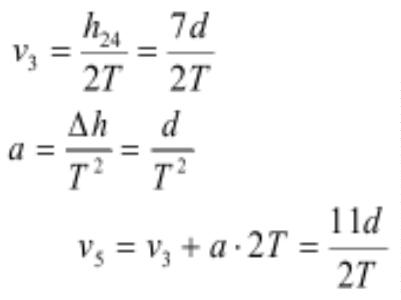 v₃ = h₂₄/2T = 7d/2T
a = Δh/T² = d/T²
v₅ = v₃ + a·2T = 11d/2T